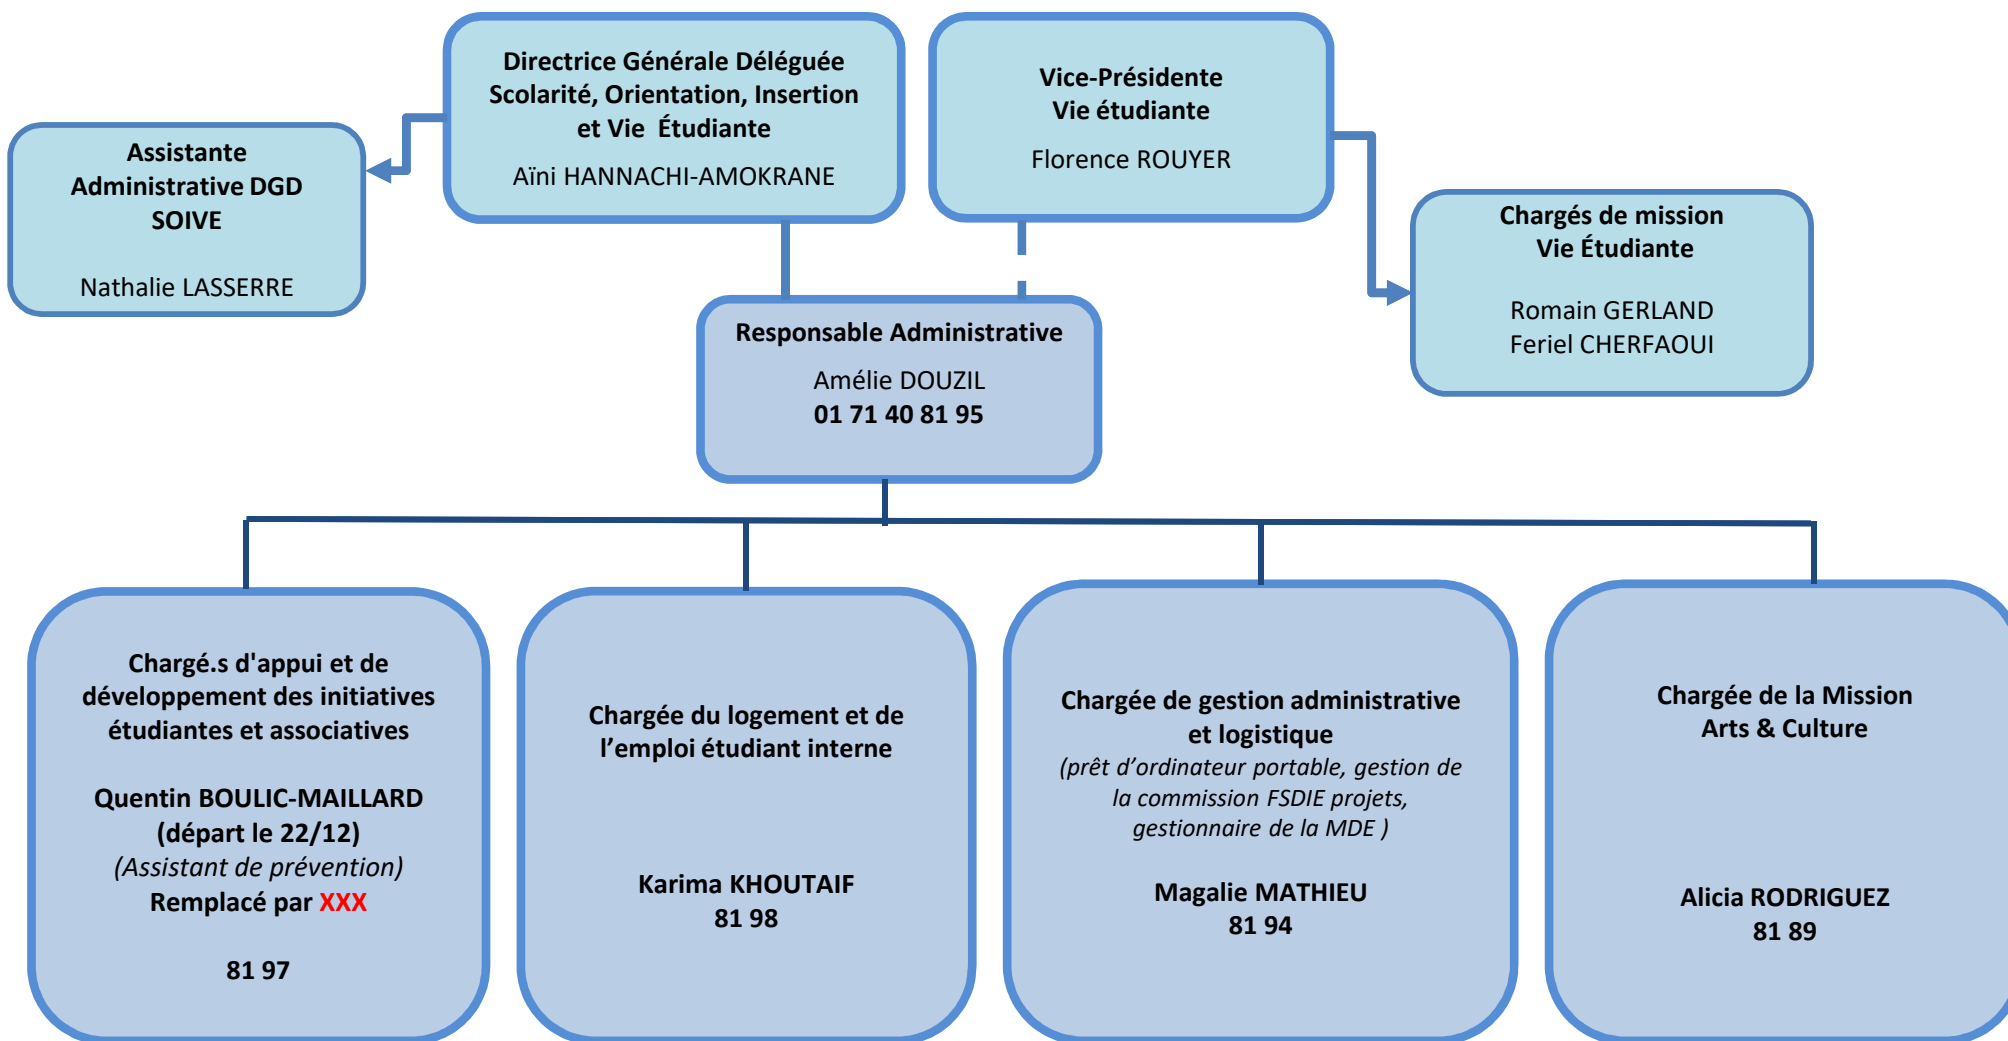 Directrice Générale Déléguée
Scolarité, Orientation, Insertion
et Vie Étudiante
Aïni HANNACHI-AMOKRANE
Vice-Présidente
Vie étudiante
Florence ROUYER
Assistante
Administrative DGD
SOIVE
Nathalie LASSERRE
Chargés de mission
Vie Étudiante
Romain GERLAND
Feriel CHERFAOUI
Responsable Administrative
Amélie DOUZIL
01 71 40 81 95
Chargé.s d'appui et de
développement des initiatives
étudiantes et associatives
Quentin BOULIC-MAILLARD
(départ le 22/12)
(Assistant de prévention)
Remplacé par XXX
81 97
Chargée du logement et de
l’emploi étudiant interne
Karima KHOUTAIF
81 98
Chargée de gestion administrative
et logistique
(prêt d’ordinateur portable, gestion de
la commission FSDIE projets,
gestionnaire de la MDE )
Magalie MATHIEU
81 94
Chargée de la Mission
Arts & Culture
Alicia RODRIGUEZ
81 89